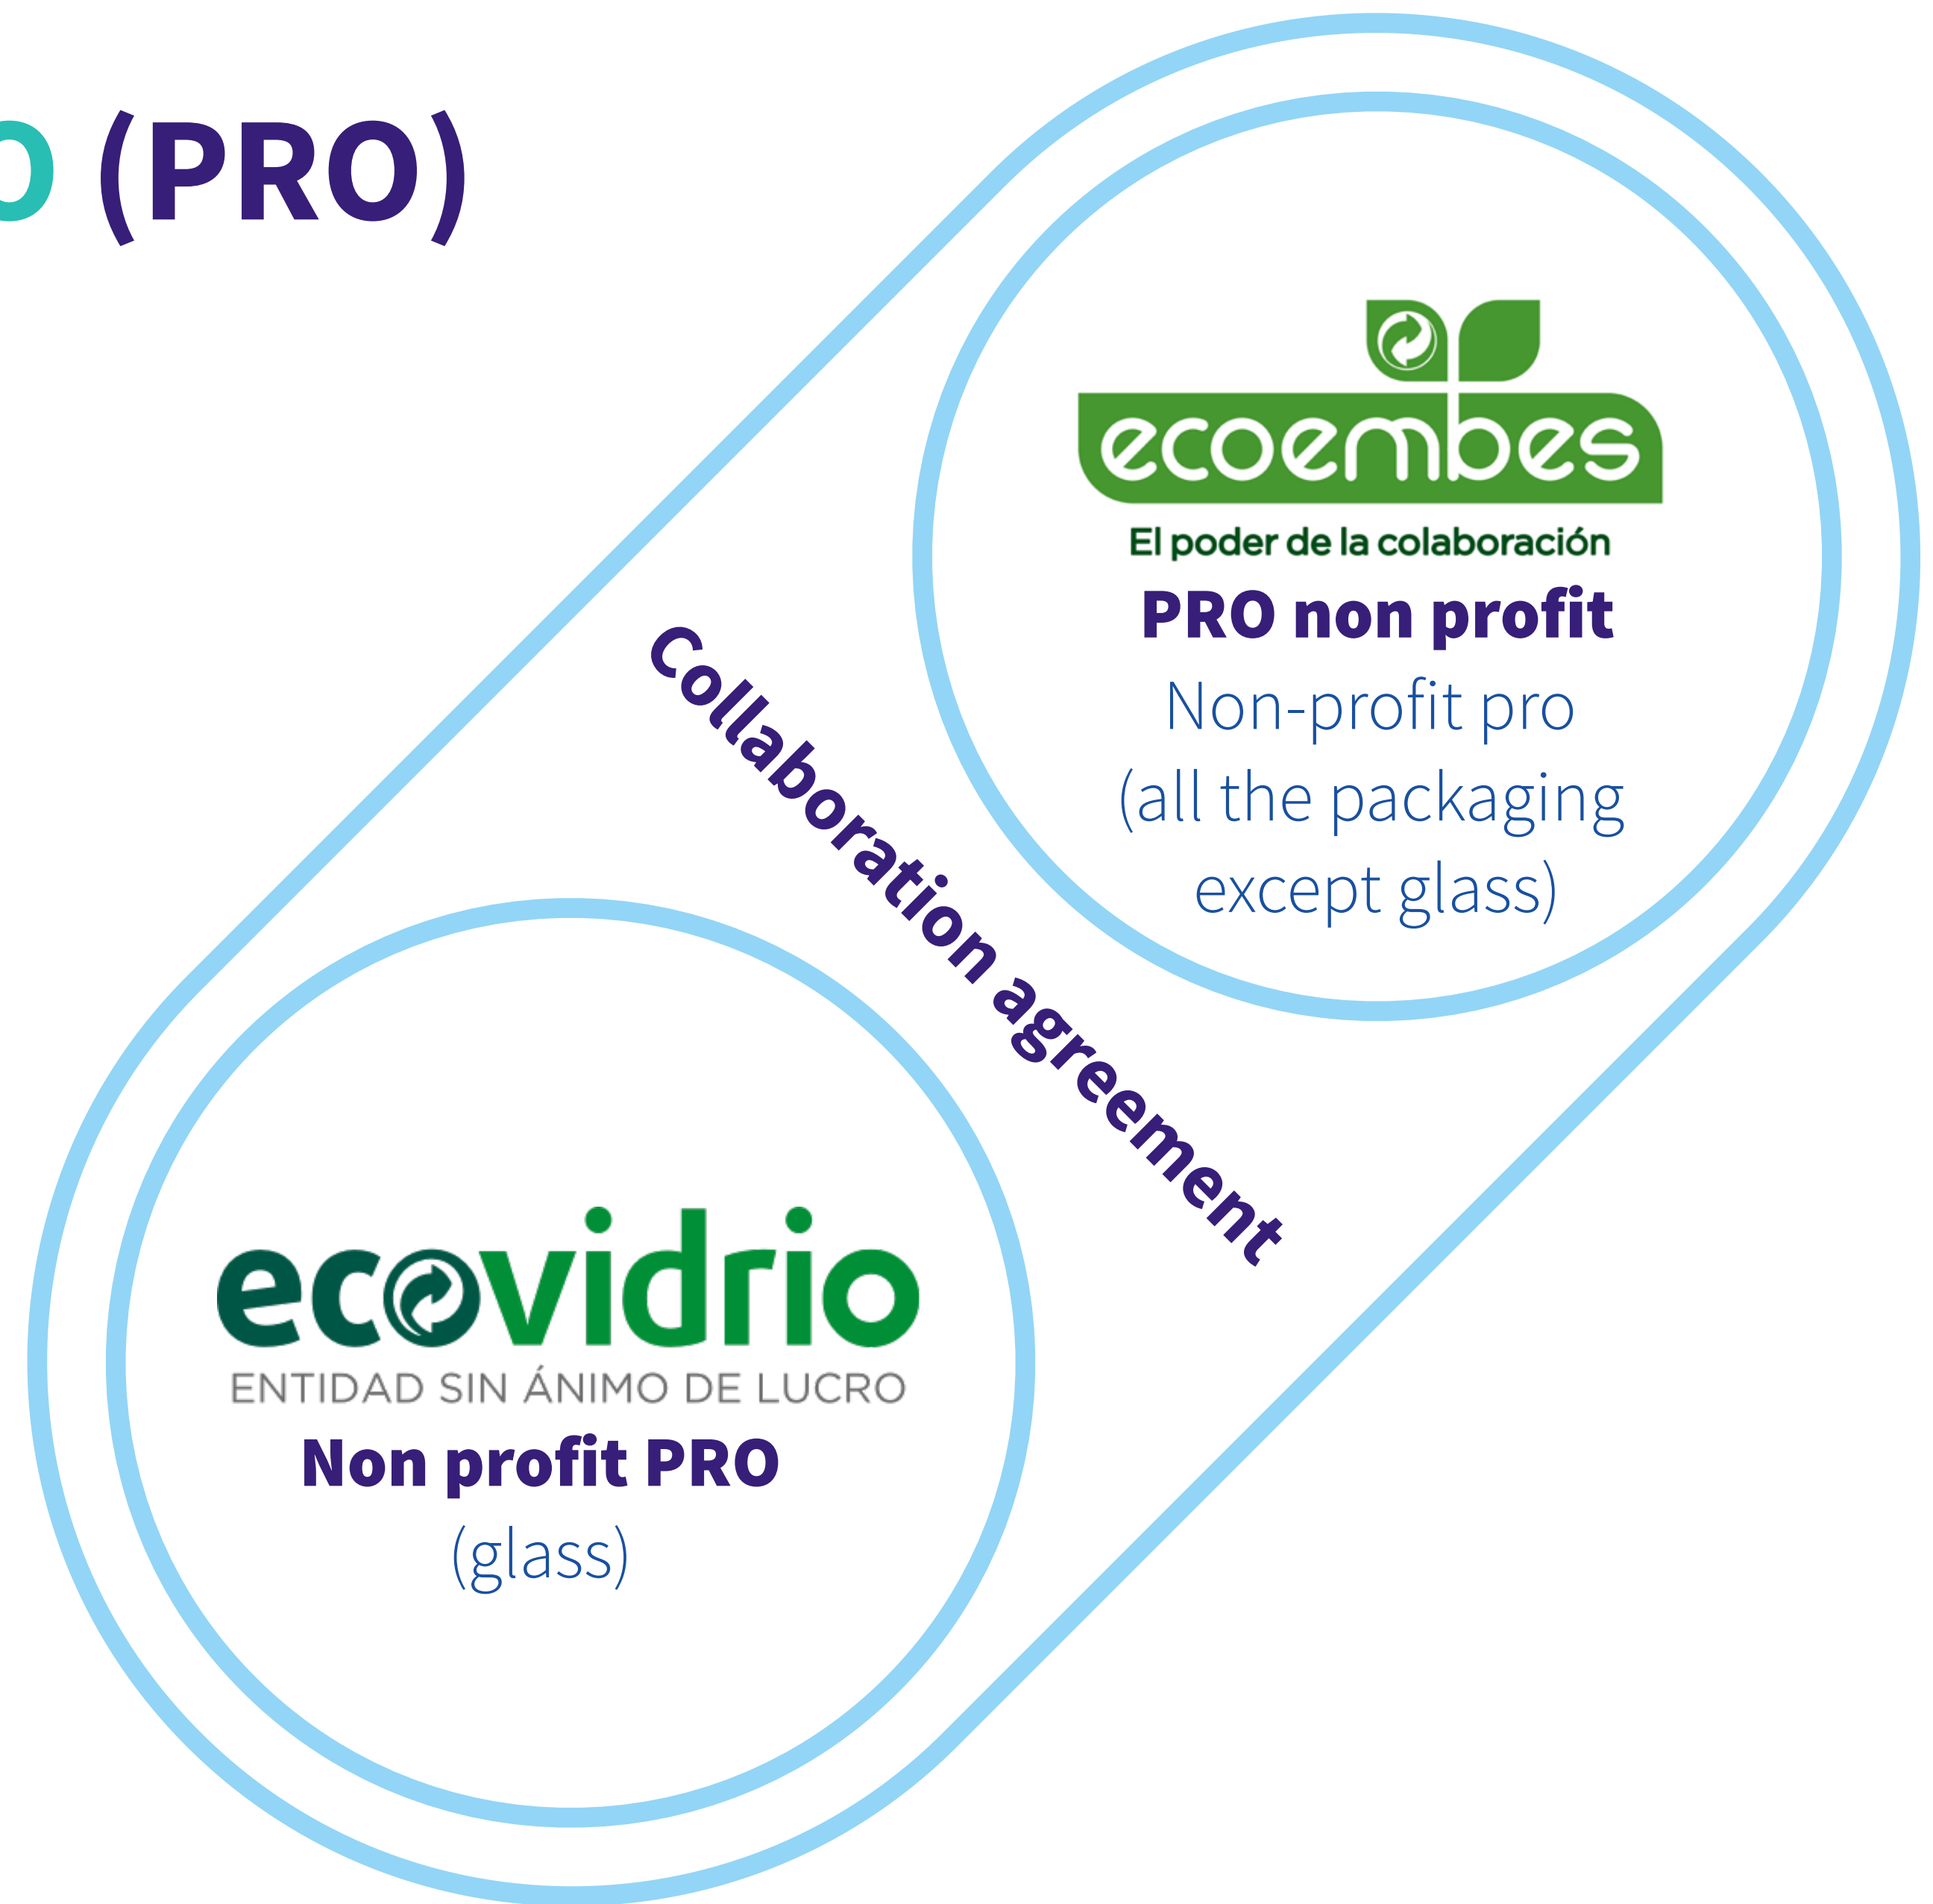 (PRO)
ecoembes
El poder de la colaboración
PRO non profit
Non-profit pro
(all the packaging
except glass)
Collaboration agreement
ecovidrio
ENTIDAD SIN ÁNIMO DE LUCRO
Non profit PRO
(glass)